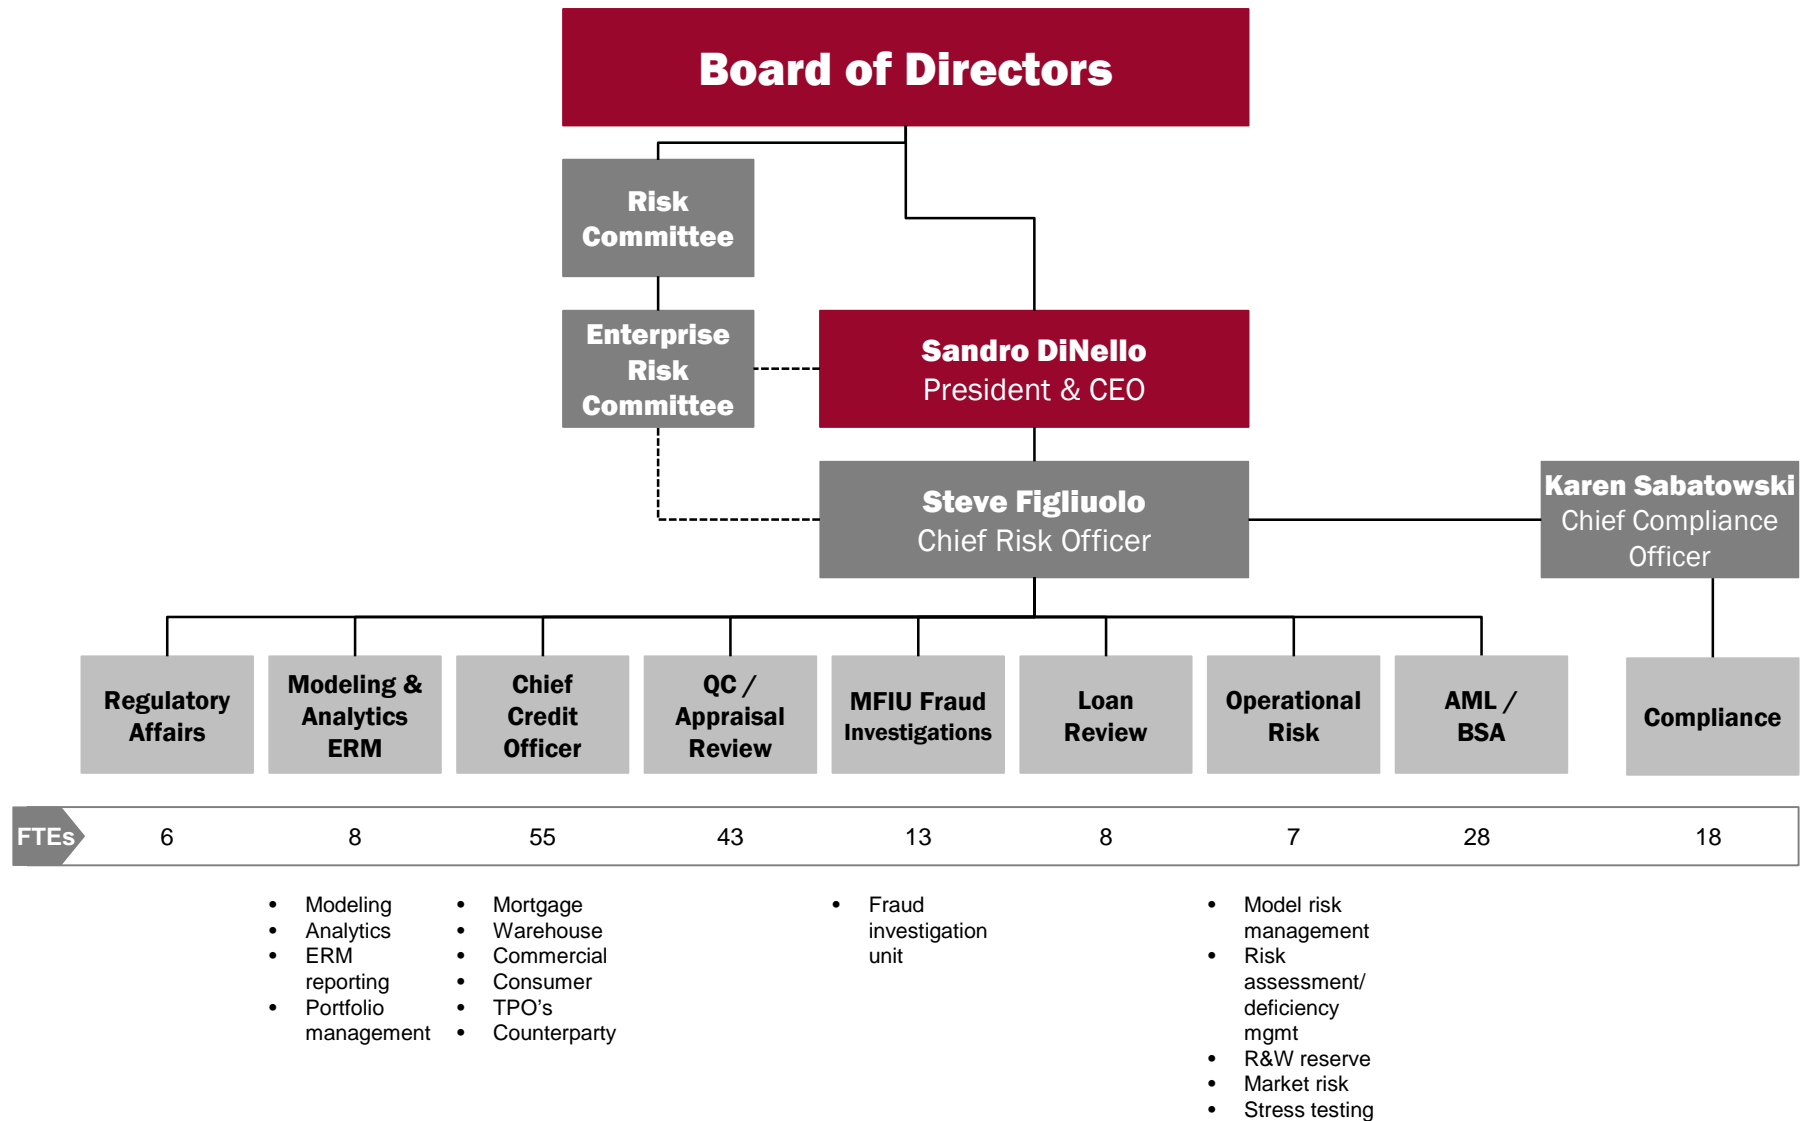 Board of Directors
Risk
Committee
Enterprise
Risk
Committee
Sandro DiNello
President & CEO
Steve Figliuolo
Chief Risk Officer
Karen Sabatowski
Chief Compliance
Officer
Regulatory
Affairs
Modeling &
Analytics
ERM
Chief
Credit
Officer
QC /
Appraisal
Review
MFIU Fraud
Investigations
Loan
Review
Operational
Risk
AML /
BSA
Compliance
FTEs 6 8 55 43 13 8 7 28 18
• Modeling
• Analytics
• ERM
reporting
• Portfolio
management
• Mortgage
• Warehouse
• Commercial
• Consumer
• TPO's
• Counterparty
• Fraud
investigation
unit
• Model risk
management
• Risk
assessment/
deficiency
mgmt
• R&W reserve
• Market risk
• Stress testing